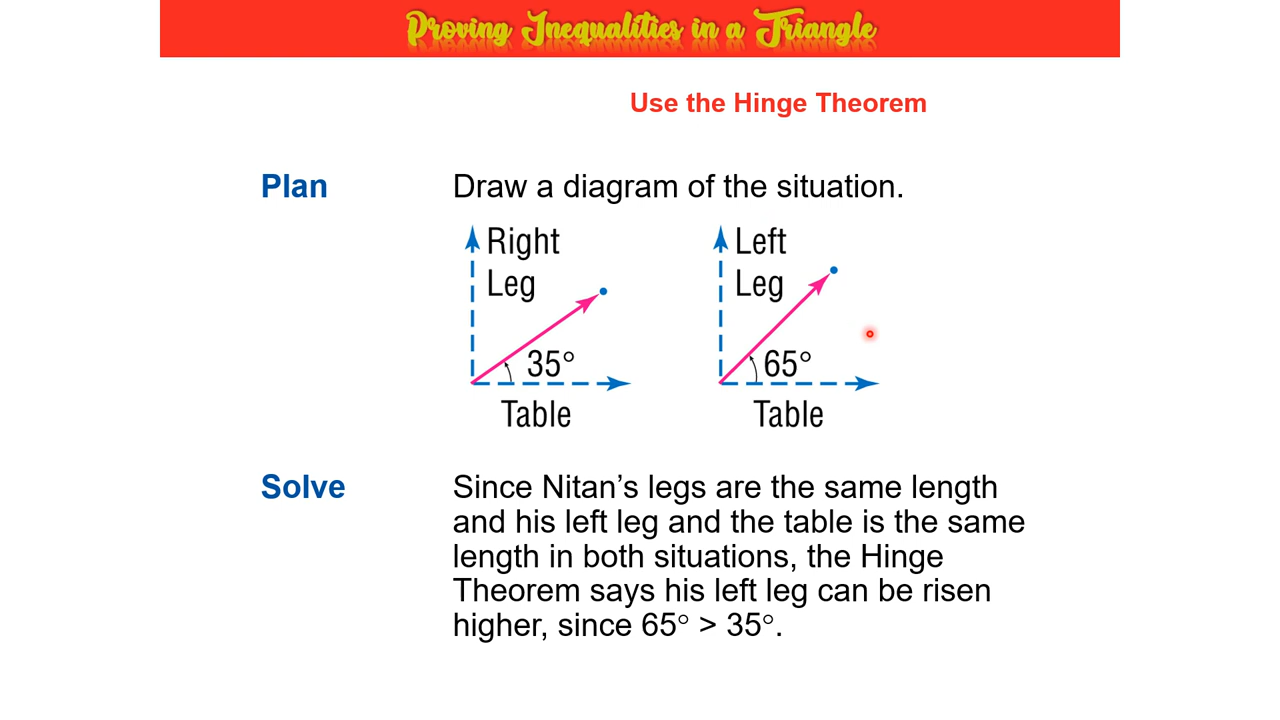 Proving Inequalities in a Triangle
Use the Hinge Theorem
Plan
Draw a diagram of the situation.
Right
Leg
35°
Table
Left
Leg
65°
Table
Solve
Since Nitan’s legs are the same length
and his left leg and the table is the same
length in both situations, the Hinge
Theorem says his left leg can be risen
higher, since 65° > 35°.